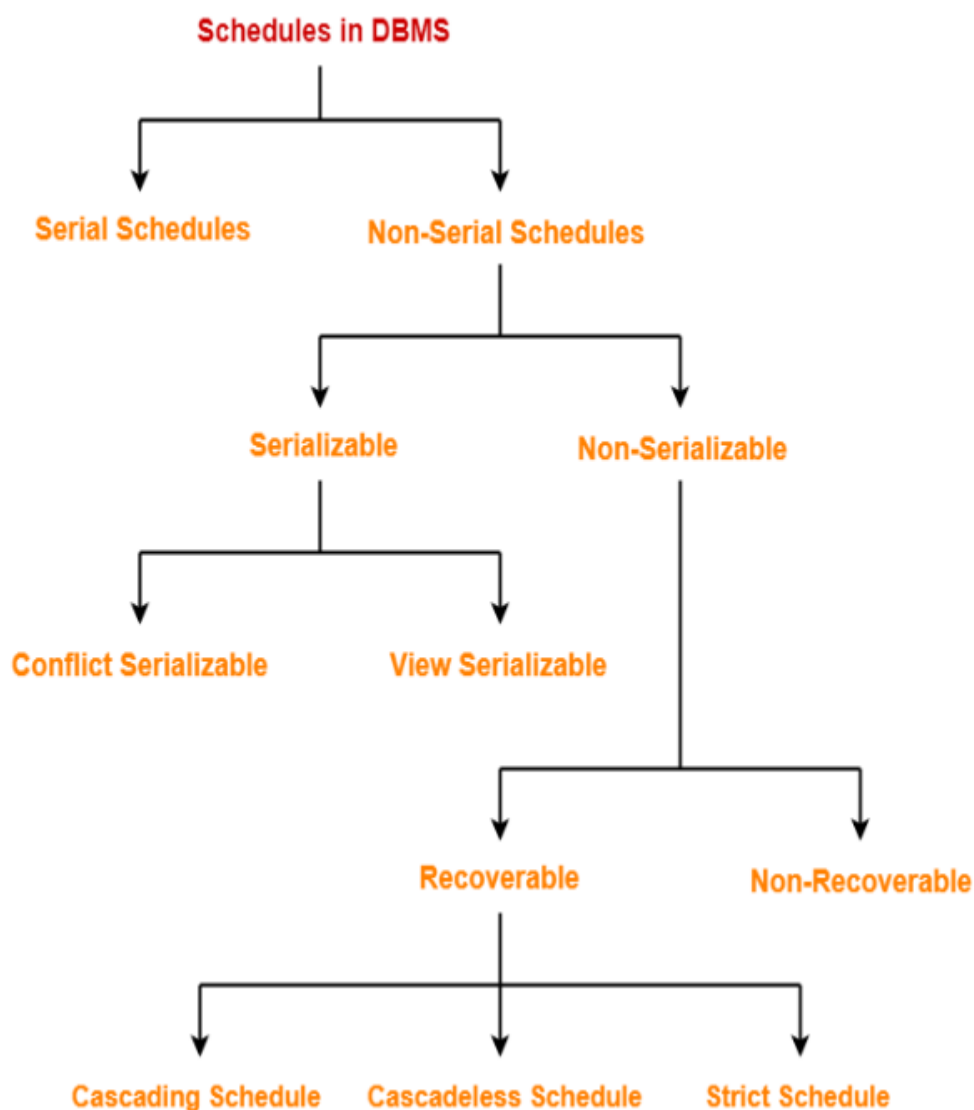 Schedules in DBMS
Serial Schedules
Non-Serial Schedules
Serializable
Non-Serializable
Conflict Serializable
View Serializable
Recoverable
Non-Recoverable
Cascading Schedule
Cascadeless Schedule
Strict Schedule